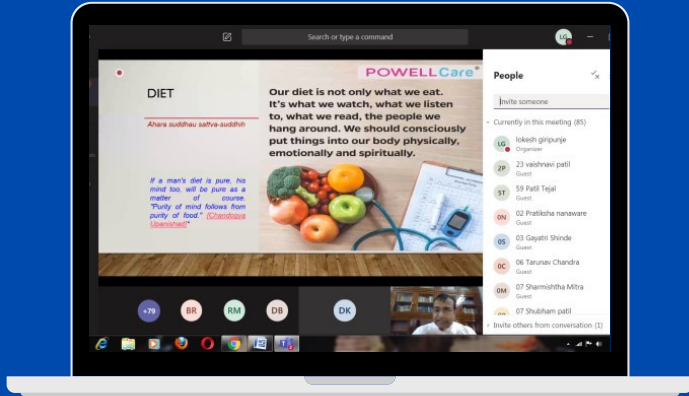 Search or type a command
LG
POWELLCare®
DIET
Ahara suddhau sattva-suddhih
If a man's diet is pure, his
mind too, will be pure as a
matter of course.
"Purity of mind follows from
purity of food." (Chandogya
Upanishad)"
Our diet is not only what we eat.
It's what we watch, what we listen
to, what we read, the people we
hang around. We should consciously
put things into our body physically,
emotionally and spiritually.
+79
BR
RM
DB
DK
People
Invite someone
Currently in this meeting (85)
LG
lokesh giripunje
Organizer
2P
23 vaishnavi patil
Guest
5T
59 Patil Tejal
Guest
0N
02 Pratiksha nanaware
Guest
0S
03 Gayatri Shinde
Guest
0C
06 Tarunav Chandra
Guest
0M
07 Sharmishtha Mitra
Guest
07 Shubham patil
Invite others from conversation (1)